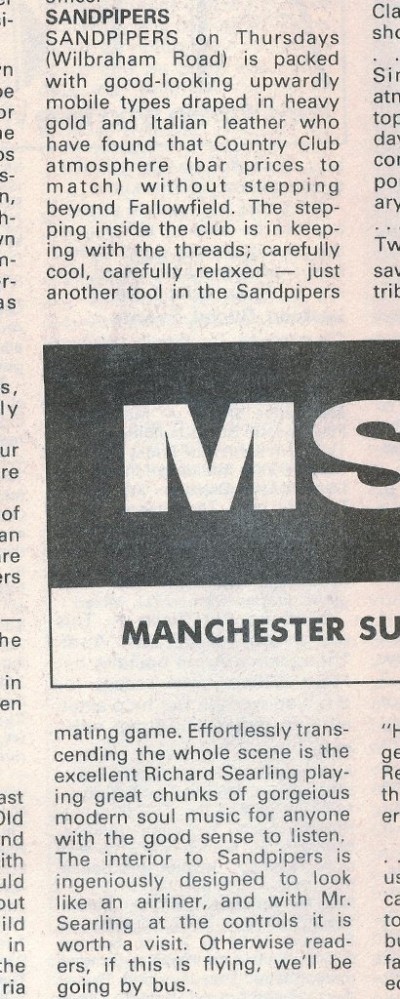 SANDPIPERS
SANDPIPERS on Thursdays
(Wilbraham Road) is packed
with good-looking upwardly
mobile types draped in heavy
gold and Italian leather who
have found that Country Club
atmosphere (bar prices to
match) without stepping
beyond Fallowfield. The step-
ping inside the club is in keep-
ing with the threads; carefully
cool, carefully relaxed — just
another tool in the Sandpipers
MS
MANCHESTER SU
mating game. Effortlessly trans-
cending the whole scene is the
excellent Richard Searling play-
ing great chunks of gorgeious
modern soul music for anyone
with the good sense to listen.
The interior to Sandpipers is
ingeniously designed to look
like an airliner, and with Mr.
Searling at the controls it is
worth a visit. Otherwise read-
ers, if this is flying, we'll be
going by bus.